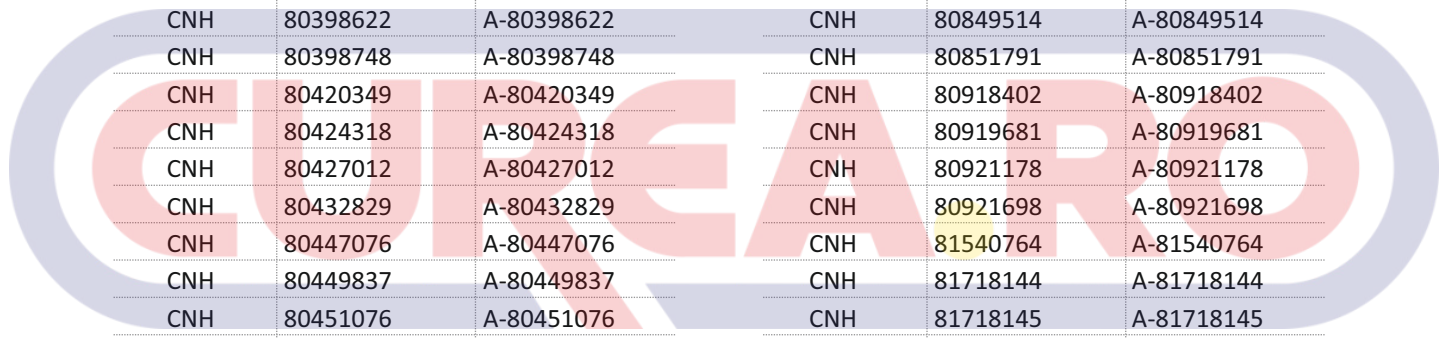 CNH 80398622 A-80398622 CNH 80849514 A-80849514
CNH 80398748 A-80398748 CNH 80851791 A-80851791
CNH 80420349 A-80420349 CNH 80918402 A-80918402
CNH 80424318 A-80424318 CNH 80919681 A-80919681
CNH 80427012 A-80427012 CNH 80921178 A-80921178
CNH 80432829 A-80432829 CNH 80921698 A-80921698
CNH 80447076 A-80447076 CNH 81540764 A-81540764
CNH 80449837 A-80449837 CNH 81718144 A-81718144
CNH 80451076 A-80451076 CNH 81718145 A-81718145
CUREA.RO